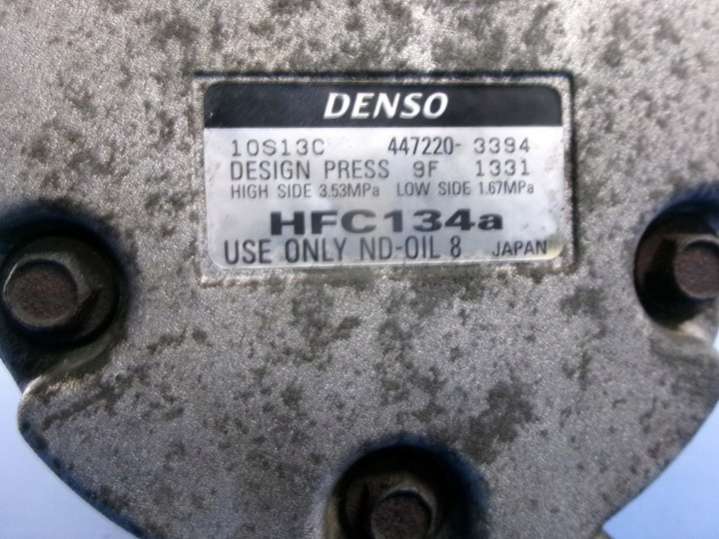 DENSO
10S13C 447220-3394
DESIGN PRESS 9F 1331
HIGH SIDE 3.53MPa LOW SIDE 1.67MPa
HFC134a
USE ONLY ND-OIL 8 JAPAN